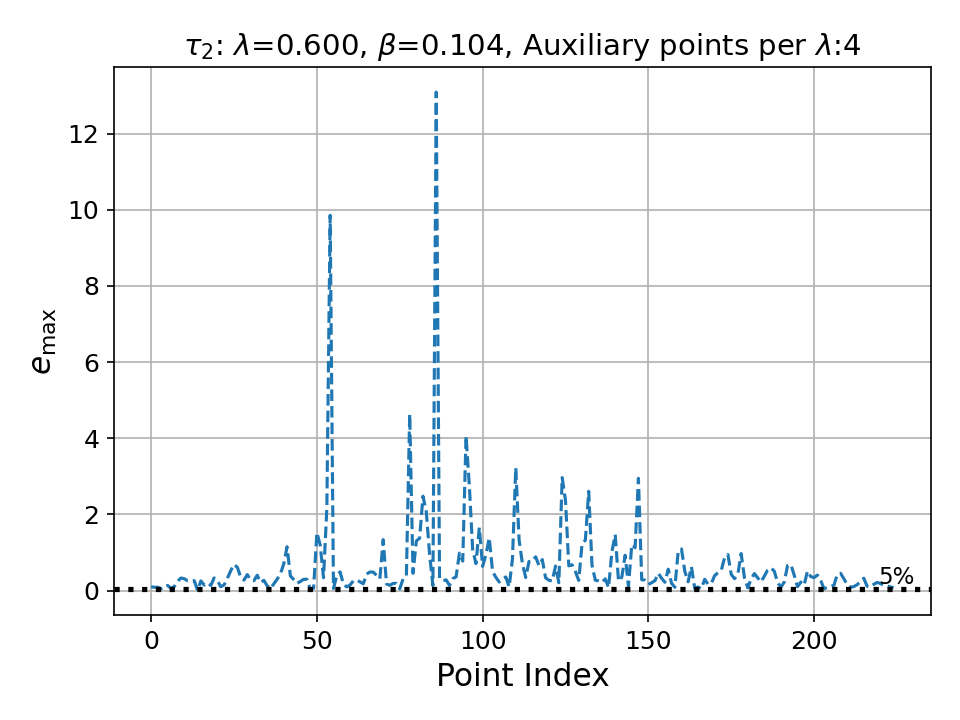 τ₂: λ=0.600, β=0.104, Auxiliary points per λ:4
e_max
12
10
8
6
4
2
0
5%
0 50 100 150 200
Point Index